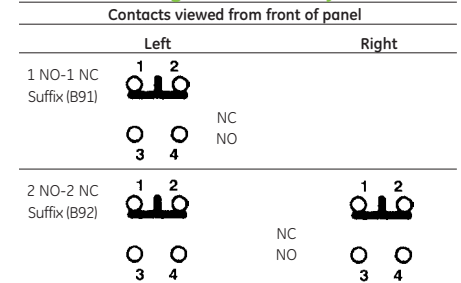 Contacts viewed from front of panel
Left Right
1 NO-1 NC
Suffix (B91)
1 2
NC
NO
3 4
2 NO-2 NC
Suffix (B92)
1 2 1 2
NC
NO
3 4 3 4